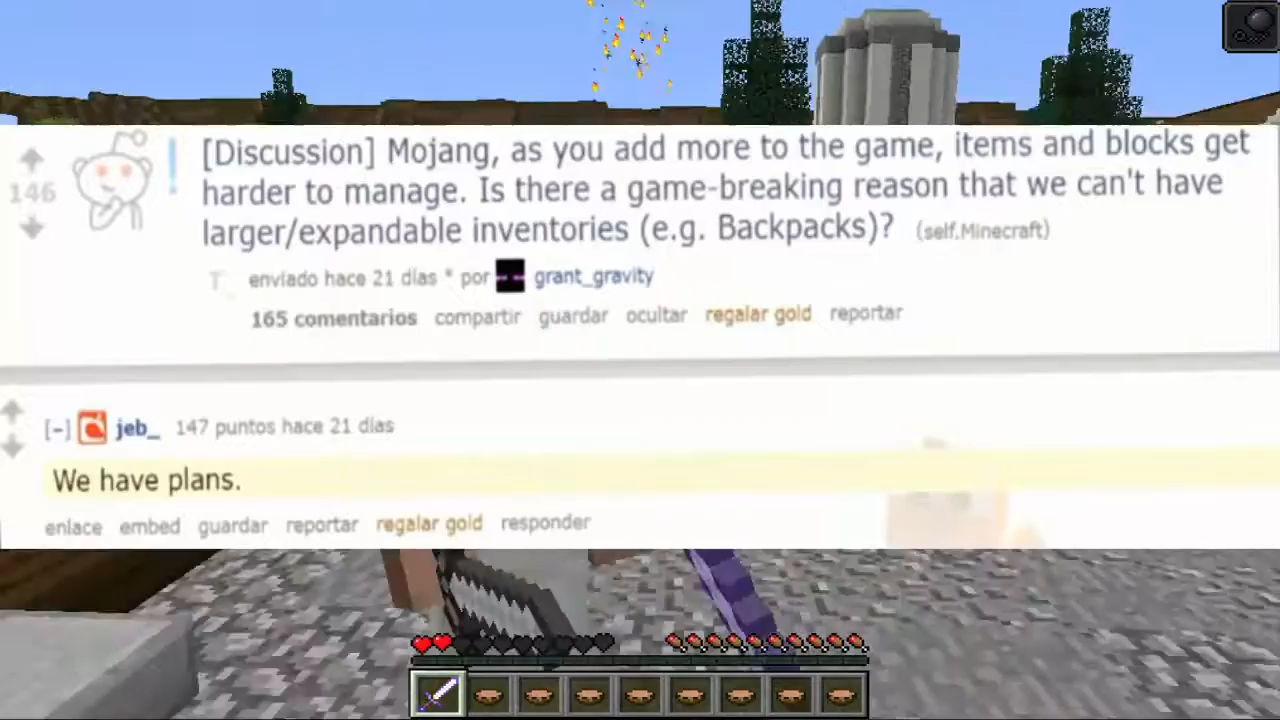 [Discussion] Mojang, as you add more to the game, items and blocks get
146
harder to manage. Is there a game-breaking reason that we can't have
larger/expandable inventories (e.g. Backpacks)? (self.Minecraft)
enviado hace 21 dias * por grant_gravity
165 comentarios compartir guardar ocultar regalar gold reportar
[-] jeb_ 147 puntos hace 21 dias
We have plans.
enlace embed guardar reportar regalar gold responder